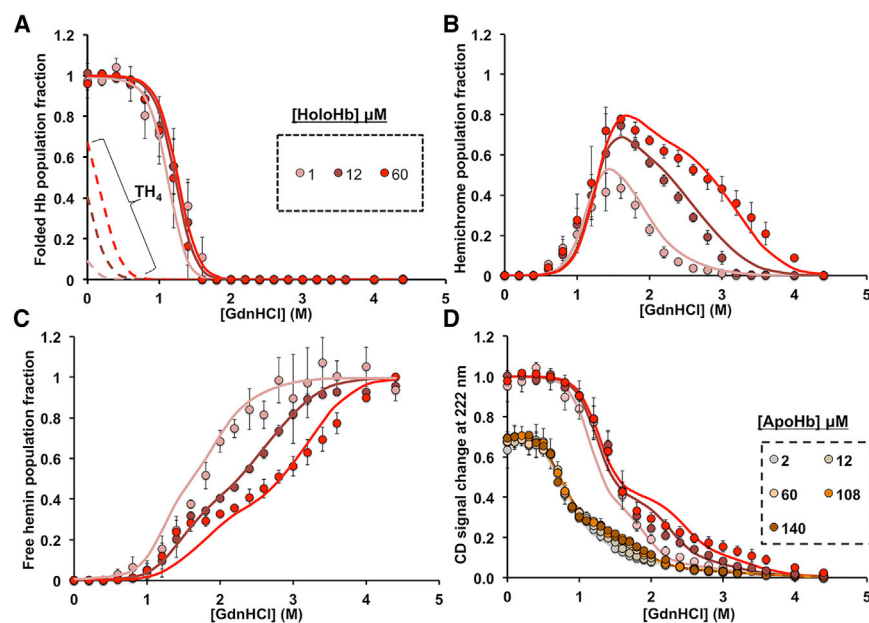 A
Folded Hb population fraction
1.2
1
0.8
0.6
0.4
0.2
0
TH4
[HoloHb] µM
1 12 60
0 1 2 3 4 5
[GdnHCl] (M)
B
Hemichrome population fraction
1.2
1
0.8
0.6
0.4
0.2
0
0 1 2 3 4 5
[GdnHCl] (M)
C
Free hemin population fraction
1.2
1
0.8
0.6
0.4
0.2
0
0 1 2 3 4 5
[GdnHCl] (M)
D
CD signal change at 222 nm
1.2
1.0
0.8
0.6
0.4
0.2
0.0
[ApoHb] µM
2 12
60 108
140
0 1 2 3 4 5
[GdnHCl] (M)